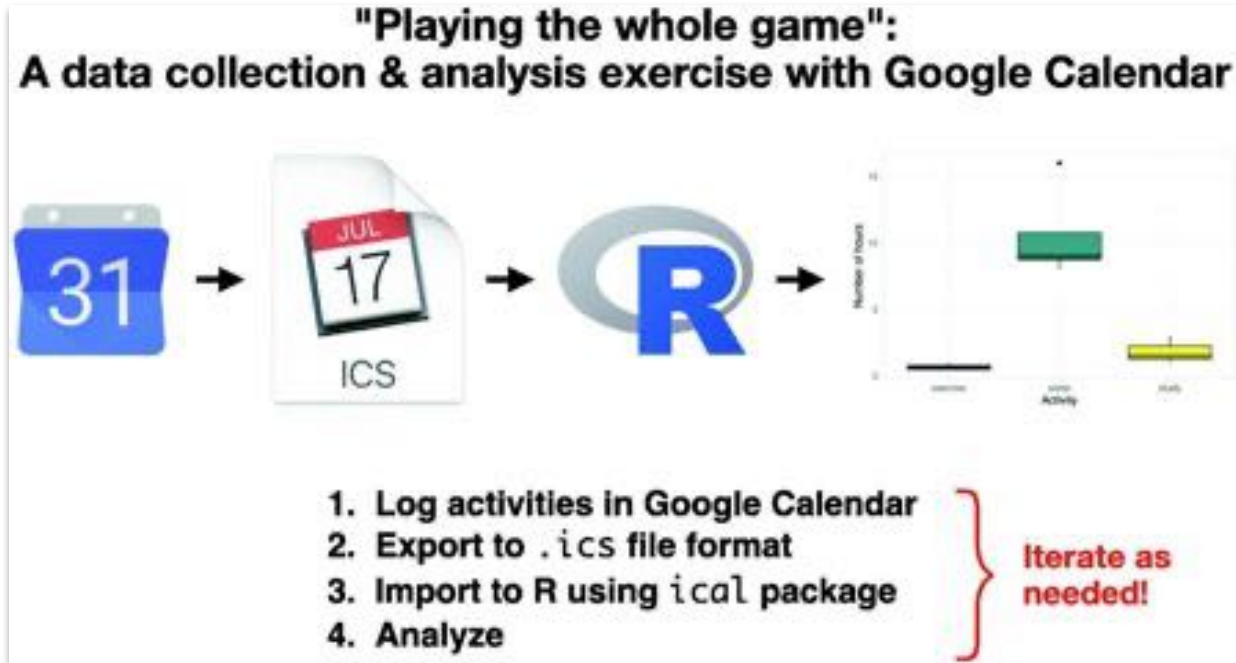 "Playing the whole game":
A data collection & analysis exercise with Google Calendar
31
JUL
17
ICS
R
Number of hours
Activity
1. Log activities in Google Calendar
2. Export to .ics file format
3. Import to R using ical package
4. Analyze
Iterate as
needed!